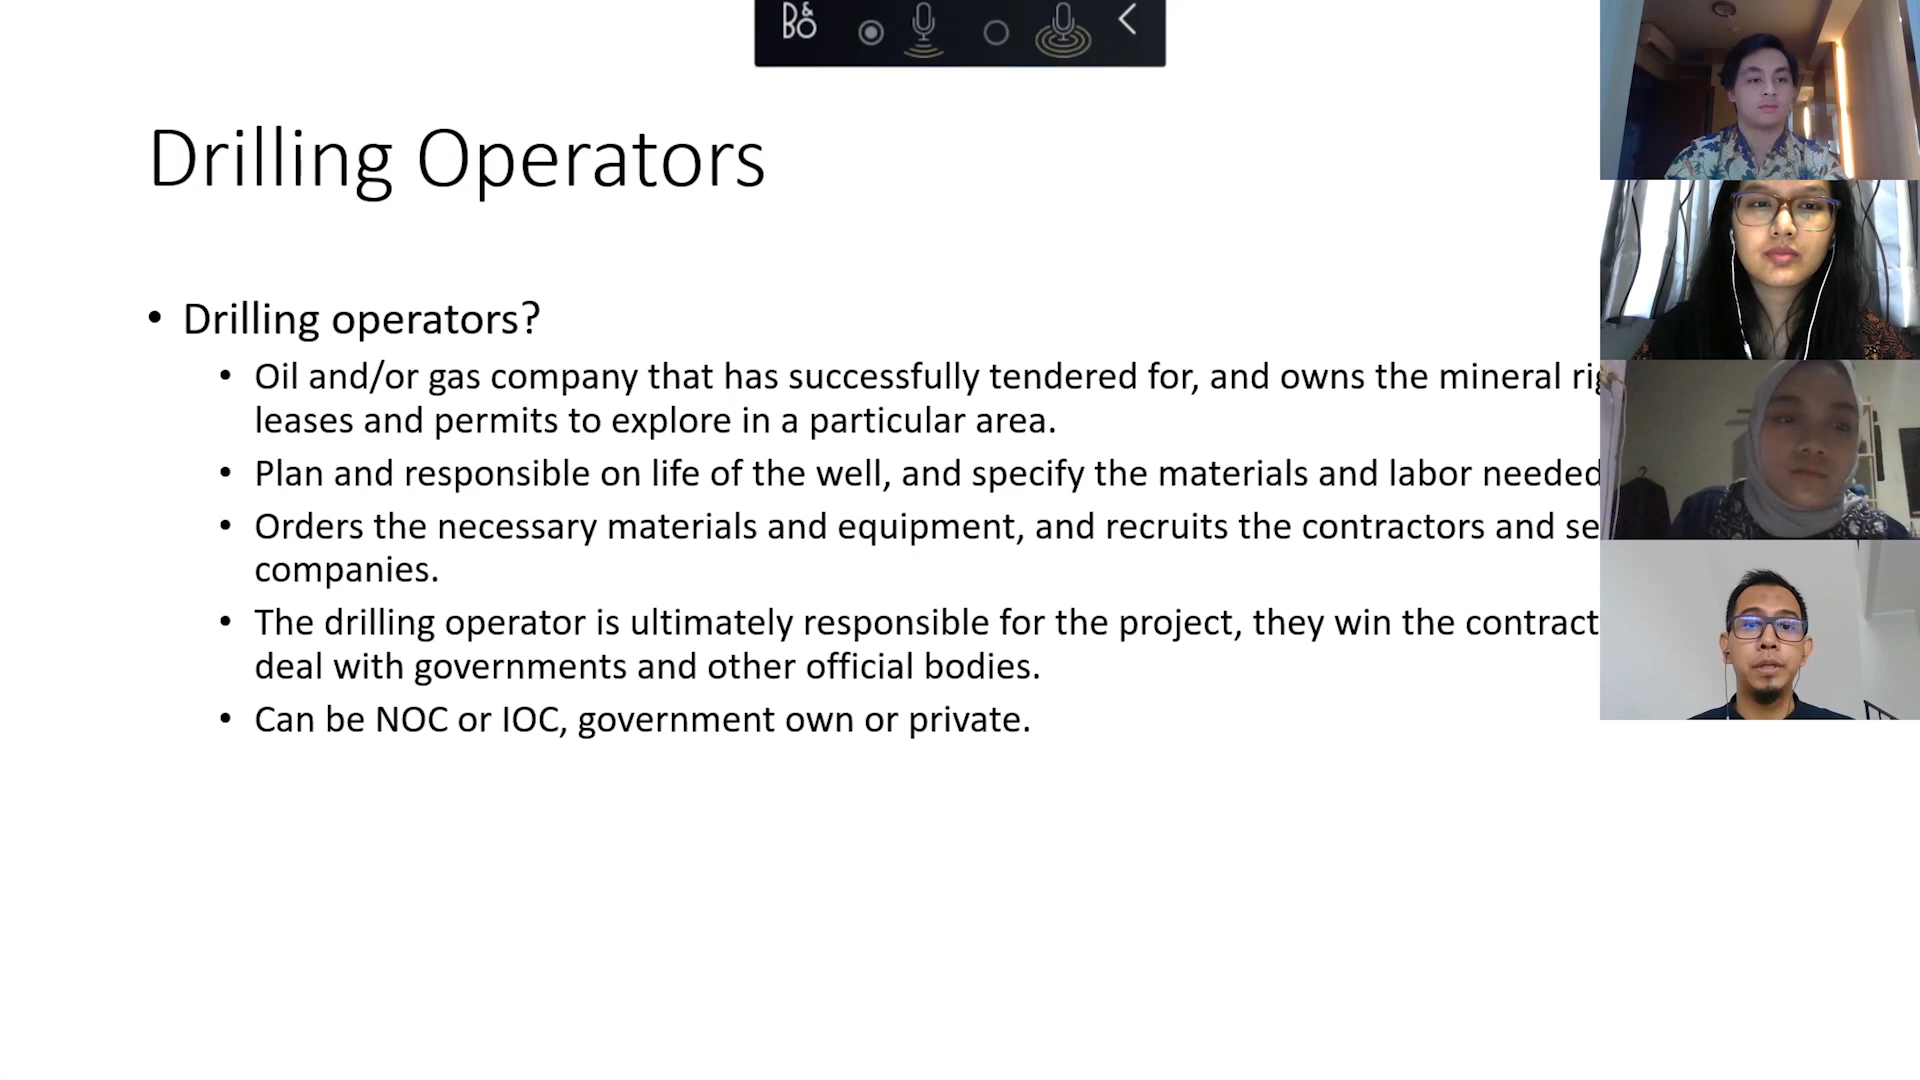 B&O
Drilling Operators
• Drilling operators?
• Oil and/or gas company that has successfully tendered for, and owns the mineral
leases and permits to explore in a particular area.
• Plan and responsible on life of the well, and specify the materials and labor needed
• Orders the necessary materials and equipment, and recruits the contractors and
companies.
• The drilling operator is ultimately responsible for the project, they win the contract
deal with governments and other official bodies.
• Can be NOC or IOC, government own or private.